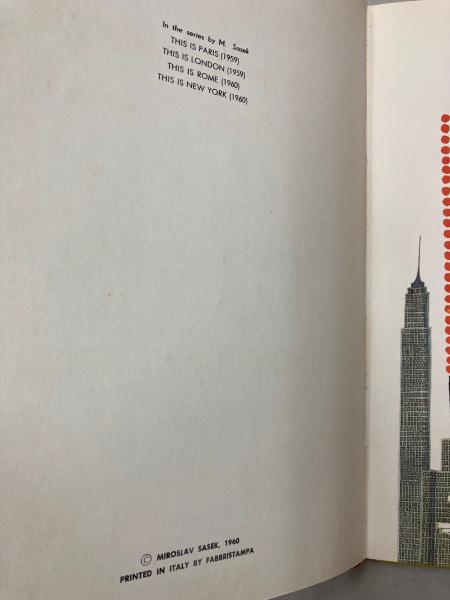 In the series by M. Sasek
THIS IS PARIS (1959)
THIS IS LONDON (1959)
THIS IS ROME (1960)
THIS IS NEW YORK (1960)
© MIROSLAV SASEK, 1960
PRINTED IN ITALY BY FABBRISTAMPA